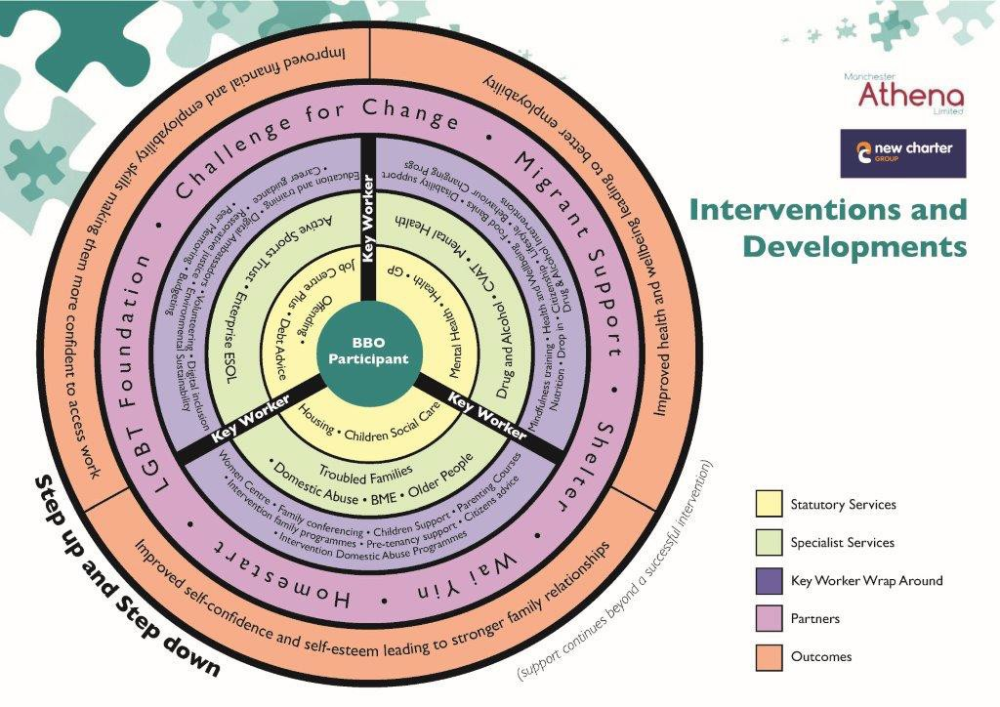 Manchester
Athena
Limited
new charter
GROUP
Interventions and
Developments
Improved financial and employability skills making them more confident to access work
Improved health and wellbeing leading to better employability
Improved self-confidence and self-esteem leading to stronger family relationships
Challenge for Change • Migrant Support • Shelter • Wai Yin • Homestart • LGBT Foundation •
Key Worker
Key Worker
Key Worker
Education and training
• Career guidance
• Digital Ambassadors • Volunteering • Digital inclusion
Restorative justice • Environmental Sustainability
• Peer Mentoring • Budgeting
Active Sports Trust • Enterprise ESOL
Job Centre Plus • Debt Advice
Offending •
BBO
Participant
Mental Health • Health • GP
Drug and Alcohol • CVAT • Mental Health
Mindfulness training • Health and Wellbeing • Food Banks • Disability support
Nutrition • Drop in • Citizenship • Lifestyle • Behaviour Changing Progs
Drug & Alcohol Interventions
Housing • Children Social Care
Troubled Families
• Domestic Abuse • BME • Older People
Women Centre • Family conferencing • Children Support • Parenting Courses
• Intervention family programmes • Pre-tenancy support • Citizens advice
• Intervention Domestic Abuse Programmes
Step up and Step down
(support continues beyond a successful intervention)
Statutory Services
Specialist Services
Key Worker Wrap Around
Partners
Outcomes